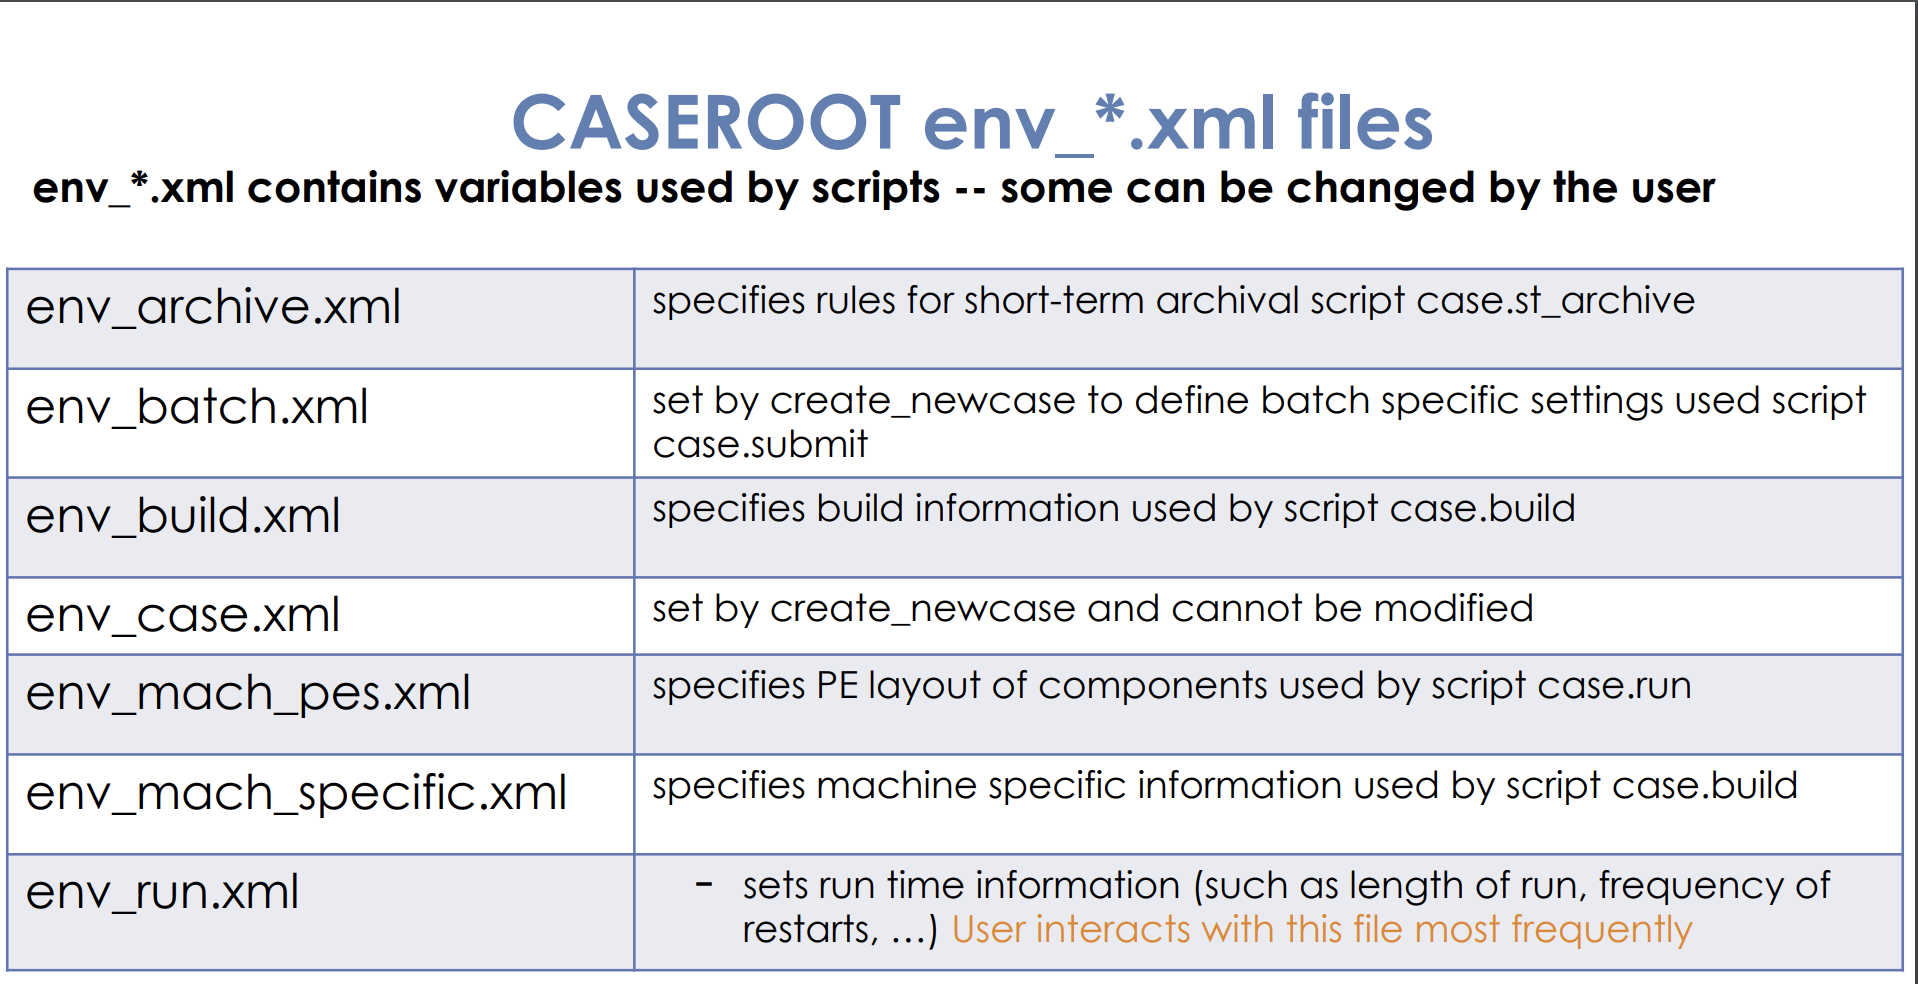 CASEROOT env_*.xml files
env_*.xml contains variables used by scripts -- some can be changed by the user
env_archive.xml
specifies rules for short-term archival script case.st_archive
env_batch.xml
set by create_newcase to define batch specific settings used script
case.submit
env_build.xml
specifies build information used by script case.build
env_case.xml
set by create_newcase and cannot be modified
env_mach_pes.xml
specifies PE layout of components used by script case.run
env_mach_specific.xml
specifies machine specific information used by script case.build
env_run.xml
- sets run time information (such as length of run, frequency of
restarts, …) User interacts with this file most frequently